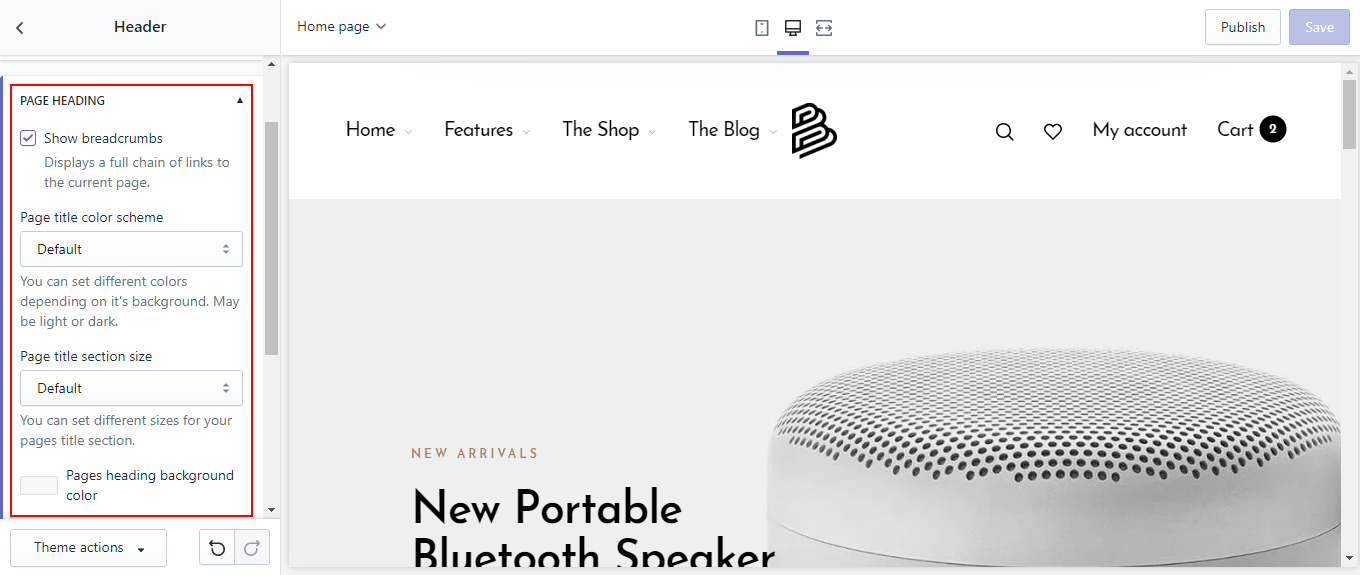 Header
Home page
Publish
Save
PAGE HEADING
Show breadcrumbs
Displays a full chain of links to
the current page.
Page title color scheme
Default
You can set different colors
depending on it's background. May
be light or dark.
Page title section size
Default
You can set different sizes for your
pages title section.
Pages heading background
color
Theme actions
Home
Features
The Shop
The Blog
My account
Cart 2
NEW ARRIVALS
New Portable
Bluetooth Speaker